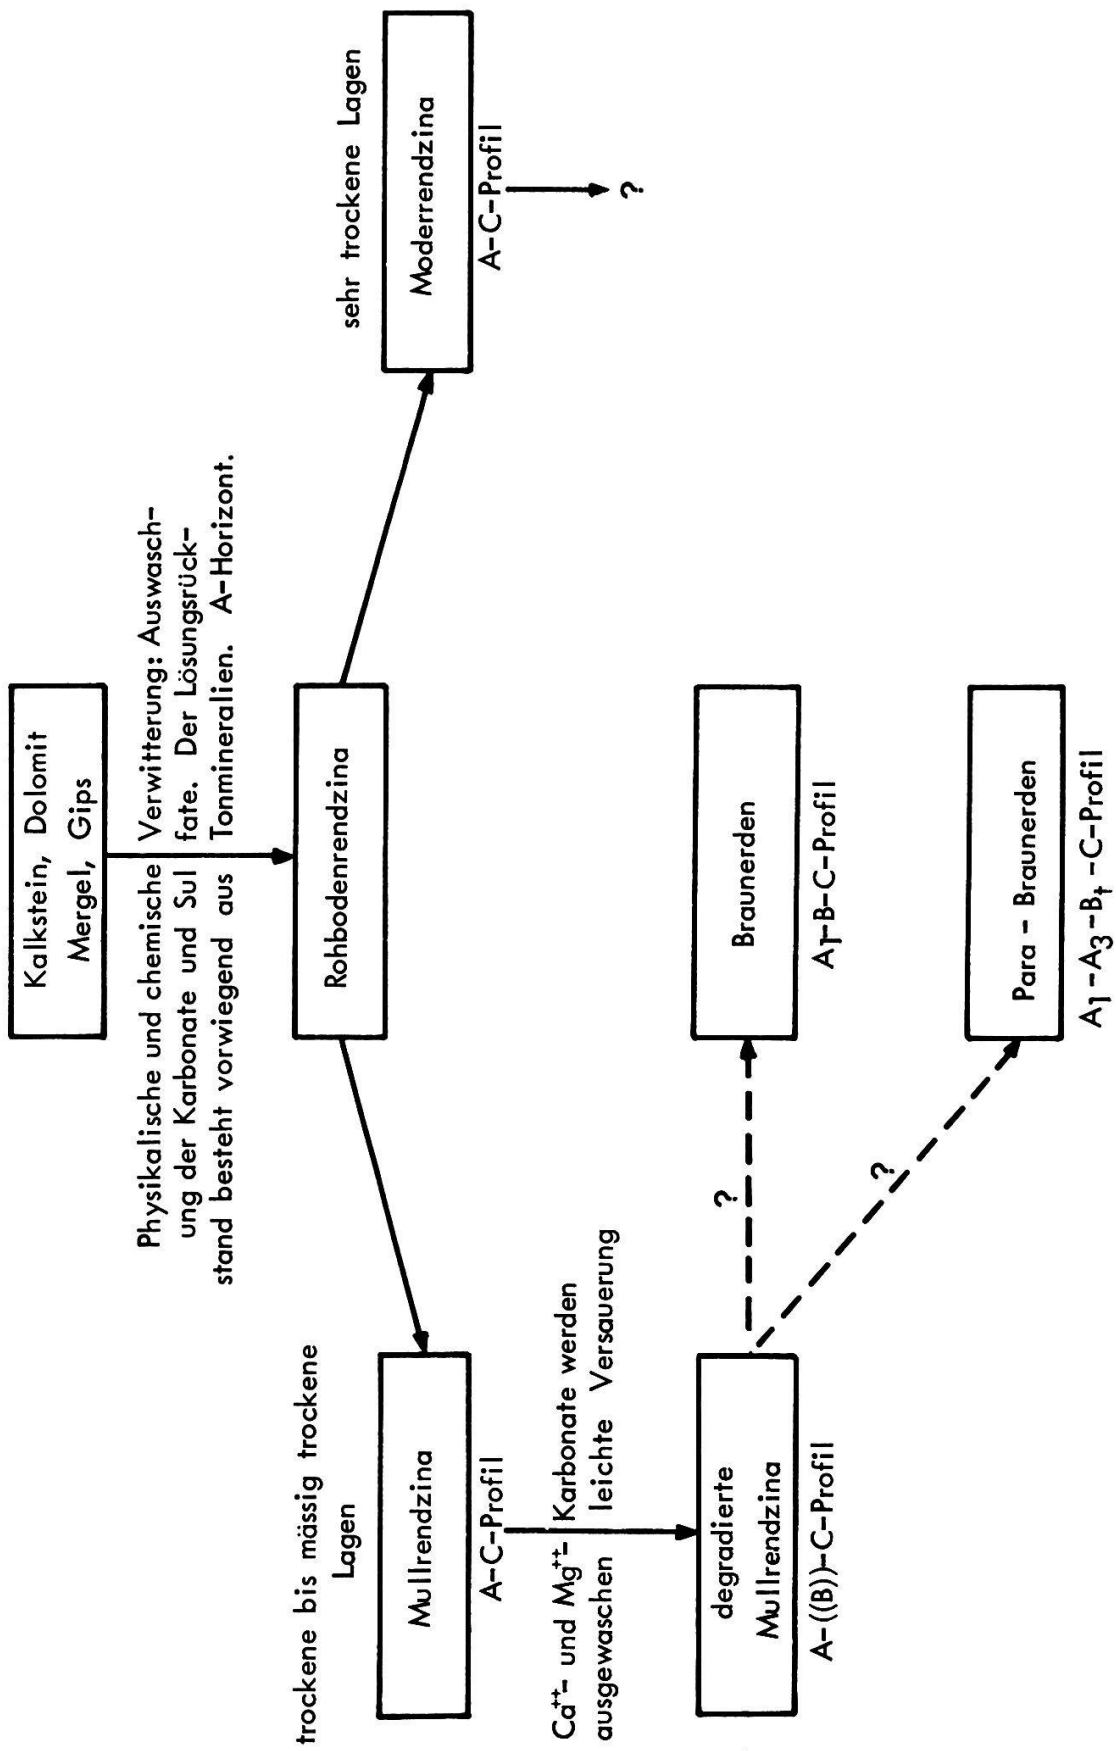 Kalkstein, Dolomit
Mergel, Gips
Physikalische und chemische Verwitterung: Auswasch-
ung der Karbonate und Sul fate. Der Lösungsrück-
stand besteht vorwiegend aus Tonmineralien. A-Horizont.
Rohbodenrendzina
trockene bis mässig trockene
Lagen
Mullrendzina
A-C-Profil
sehr trockene Lagen
Moderrendzina
A-C-Profil
?
Ca++- und Mg++- Karbonate werden
ausgewaschen leichte Versauerung
degradierte
Mullrendzina
A-((B))-C-Profil
?
Braunerden
A1-B-C-Profil
?
Para - Braunerden
A1-A3-Bt-C-Profil